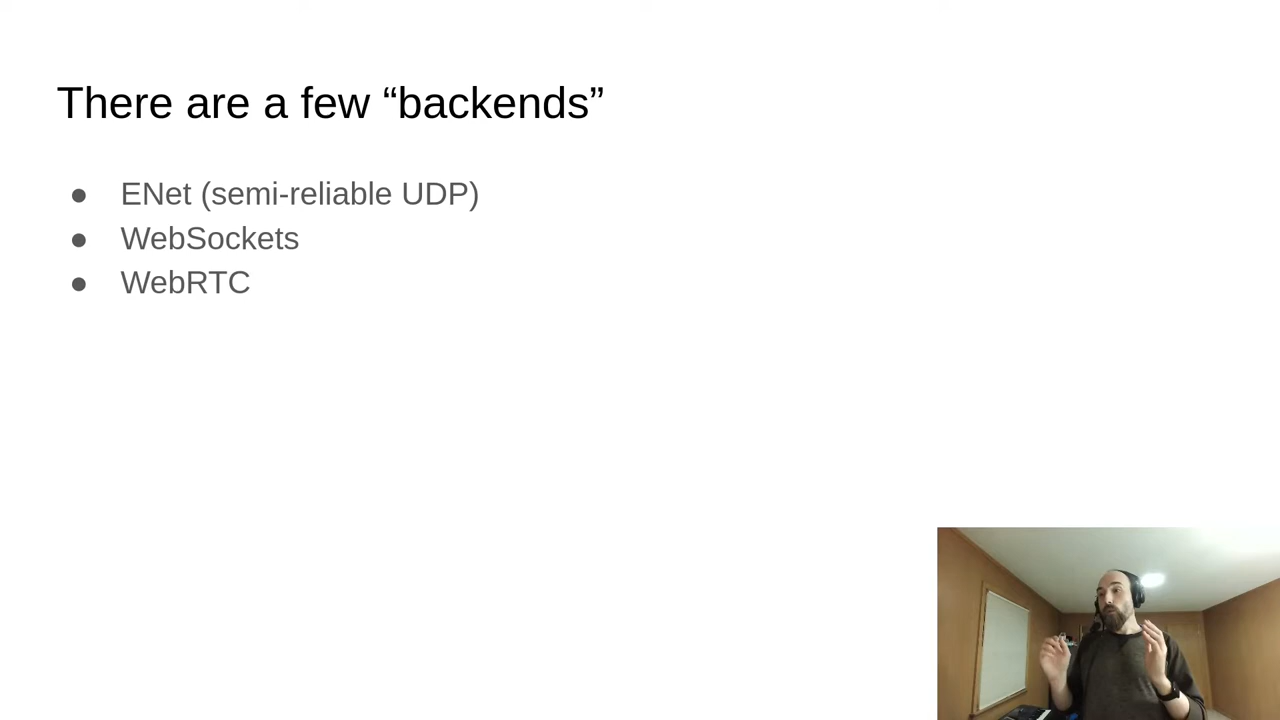 There are a few “backends”
● ENet (semi-reliable UDP)
● WebSockets
● WebRTC